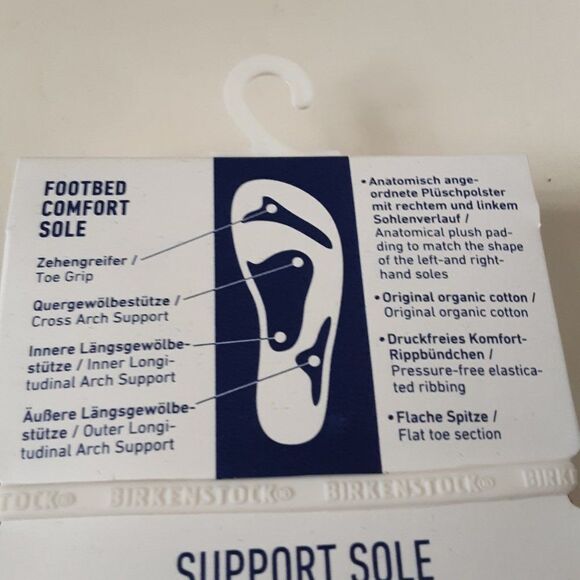 FOOTBED
COMFORT
SOLE
Zehengreifer /
Toe Grip
Quergewölbestütze /
Cross Arch Support
Innere Längsgewölbe-
stütze / Inner Longi-
tudinal Arch Support
Äußere Längsgewölbe-
stütze / Outer Longi-
tudinal Arch Support
• Anatomisch ange-
ordnete Plüschpolster
mit rechtem und linkem
Sohlenverlauf /
Anatomical plush pad-
ding to match the shape
of the left-and right-
hand soles
• Original organic cotton /
Original organic cotton
• Druckfreies Komfort-
Rippbündchen /
Pressure-free elastica-
ted ribbing
• Flache Spitze /
Flat toe section
TOCK® BIRKENSTOCK® BIRKENSTOCK® BIRKE
SUPPORT SOLE